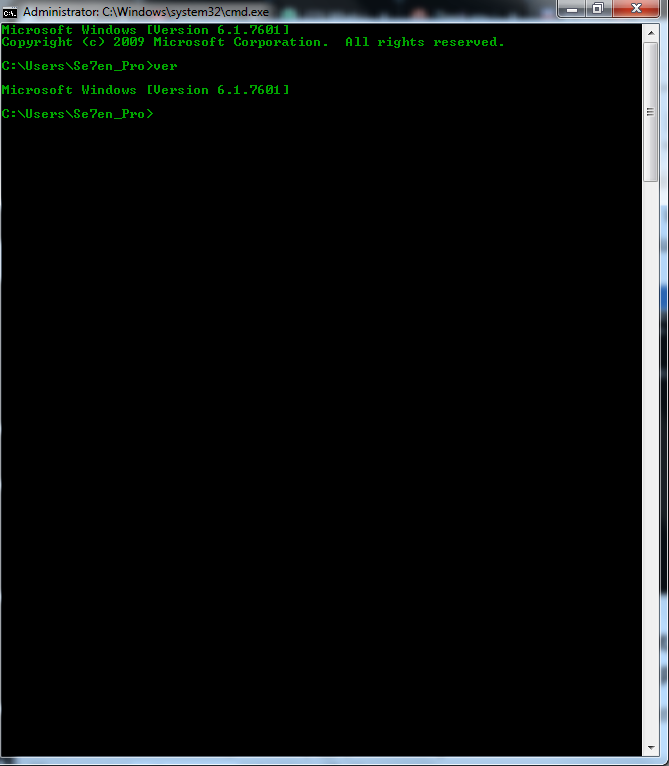 Administrator: C:\Windows\system32\cmd.exe
Microsoft Windows [Version 6.1.7601]
Copyright (c) 2009 Microsoft Corporation.  All rights reserved.
C:\Users\Se7en_Pro>ver
Microsoft Windows [Version 6.1.7601]
C:\Users\Se7en_Pro>